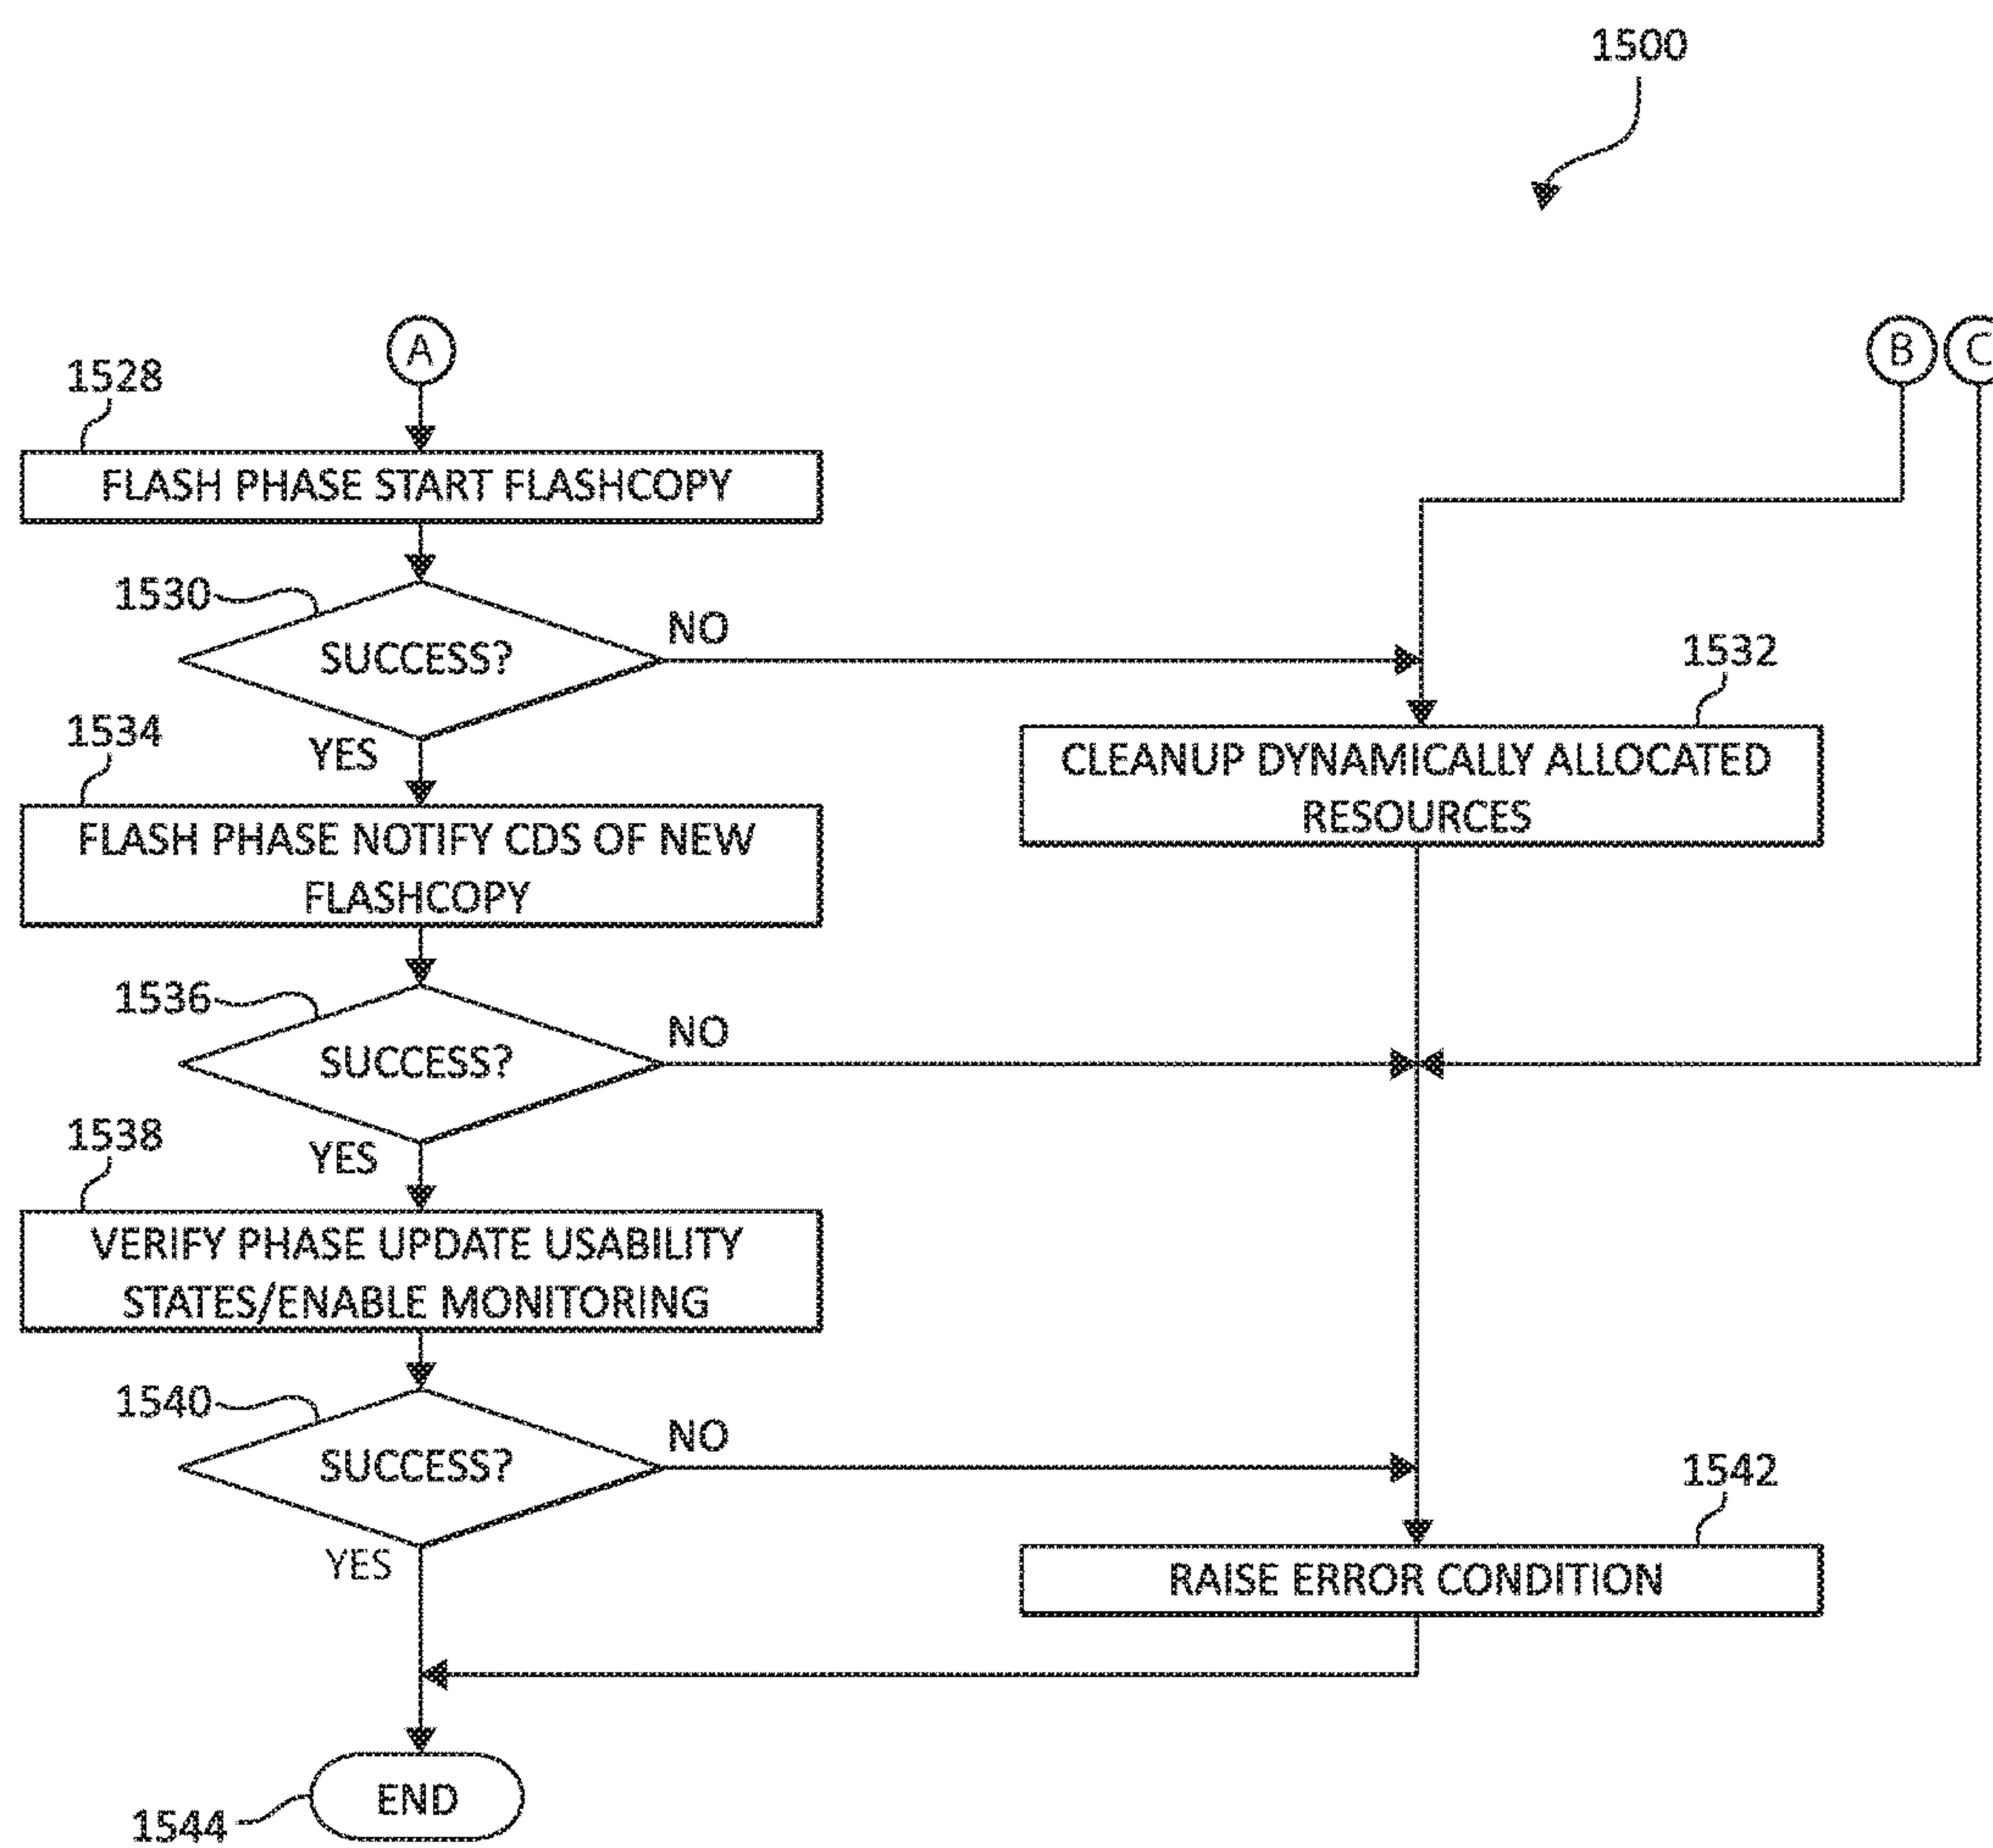 1500
A
B
C
1528
FLASH PHASE START FLASHCOPY
1530
SUCCESS?
NO
YES
1532
CLEANUP DYNAMICALLY ALLOCATED
RESOURCES
1534
FLASH PHASE NOTIFY CDS OF NEW
FLASHCOPY
1536
SUCCESS?
NO
YES
1538
VERIFY PHASE UPDATE USABILITY
STATES/ENABLE MONITORING
1540
SUCCESS?
NO
YES
1542
RAISE ERROR CONDITION
END
1544